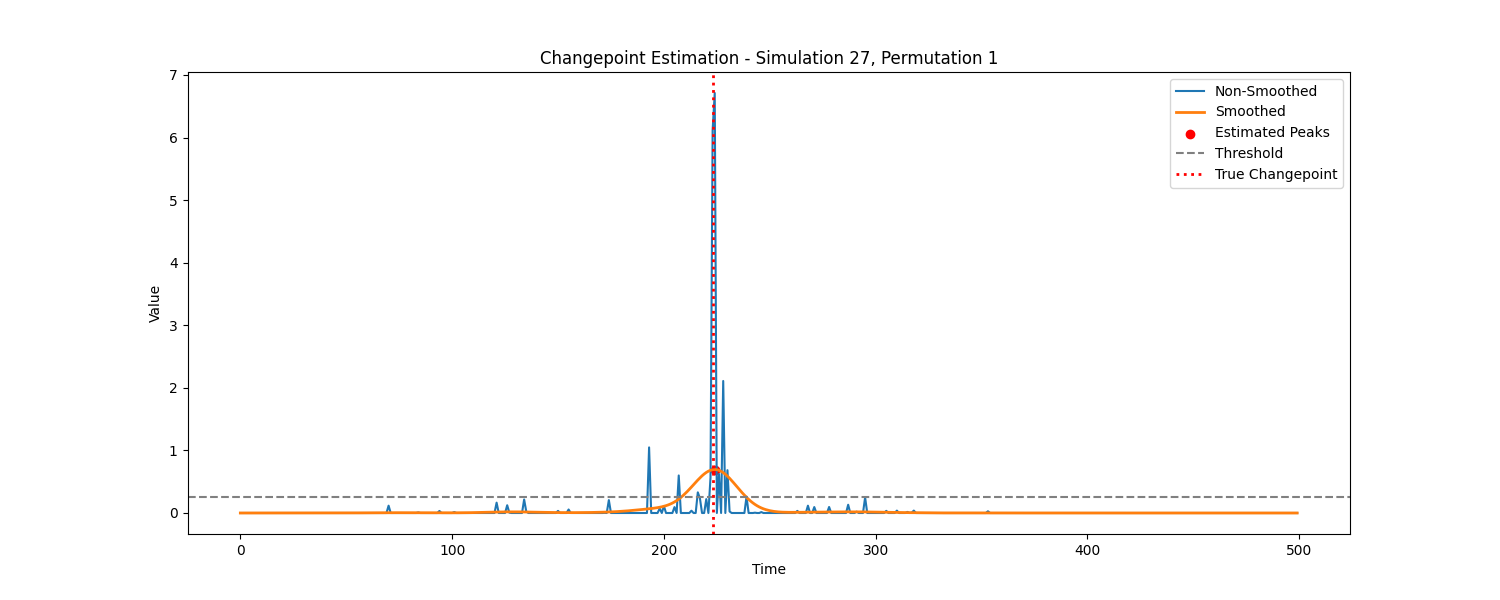 Changepoint Estimation - Simulation 27, Permutation 1
7
6
5
4
3
2
1
0
Value
Non-Smoothed
Smoothed
Estimated Peaks
Threshold
True Changepoint
0
100
200
300
400
500
Time